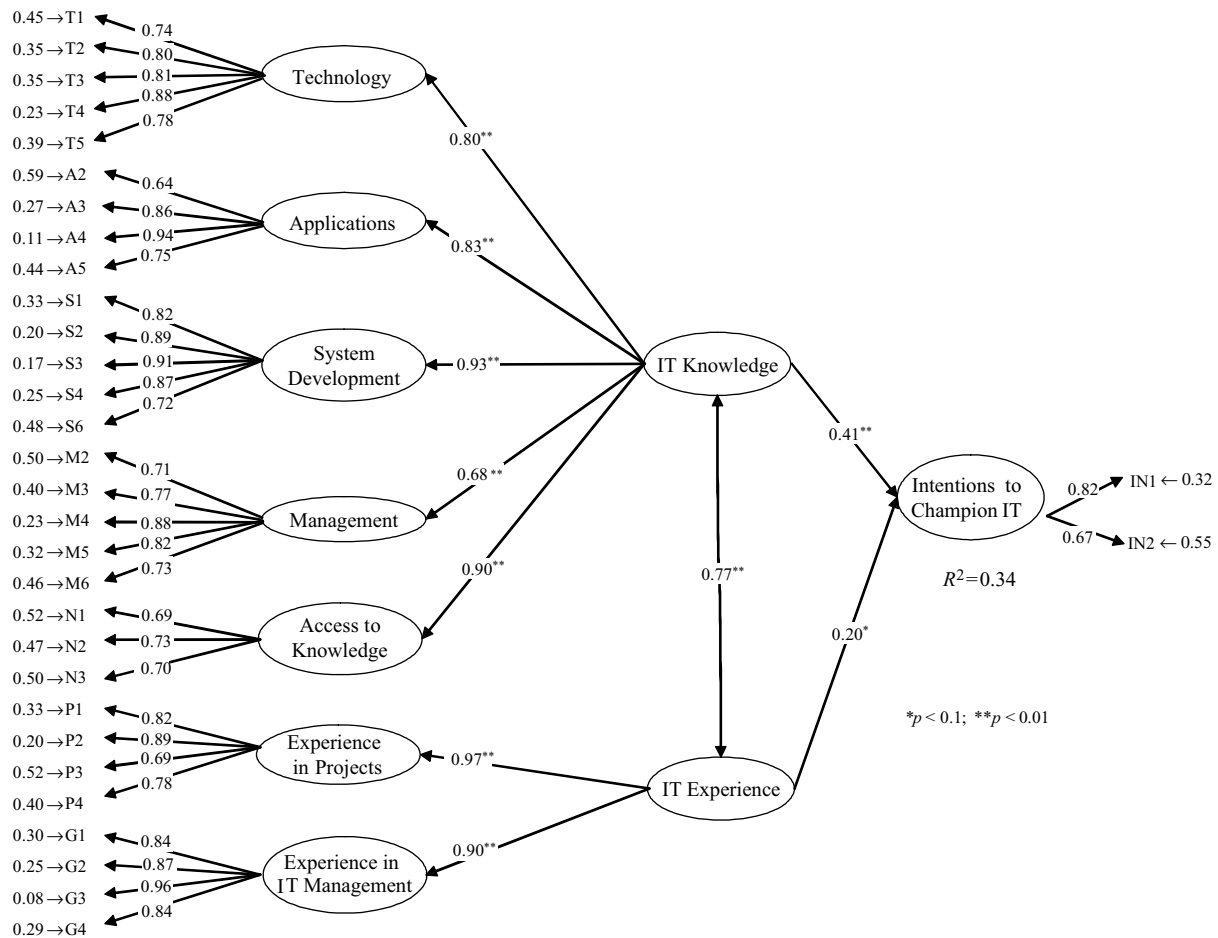 0.45→T1
0.74
0.35→T2
0.80
0.35→T3
0.81
0.23→T4
0.88
0.39→T5
0.78
Technology
0.59→A2
0.64
0.27→A3
0.86
0.11→A4
0.94
0.44→A5
0.75
Applications
0.33→S1
0.82
0.20→S2
0.89
0.17→S3
0.91
0.25→S4
0.87
0.48→S6
0.72
System
Development
0.50→M2
0.71
0.40→M3
0.77
0.23→M4
0.88
0.32→M5
0.82
0.46→M6
0.73
Management
0.52→N1
0.69
0.47→N2
0.73
0.50→N3
0.70
Access to
Knowledge
0.33→P1
0.82
0.20→P2
0.89
0.52→P3
0.69
0.40→P4
0.78
Experience
in Projects
0.30→G1
0.84
0.25→G2
0.87
0.08→G3
0.96
0.29→G4
0.84
Experience in
IT Management
0.80**
0.83**
0.93**
0.68**
0.90**
0.97**
0.90**
IT Knowledge
0.77**
IT Experience
0.41**
0.20*
Intentions to
Champion IT
0.82
IN1←0.32
0.67
IN2←0.55
R²=0.34
*p < 0.1; **p < 0.01